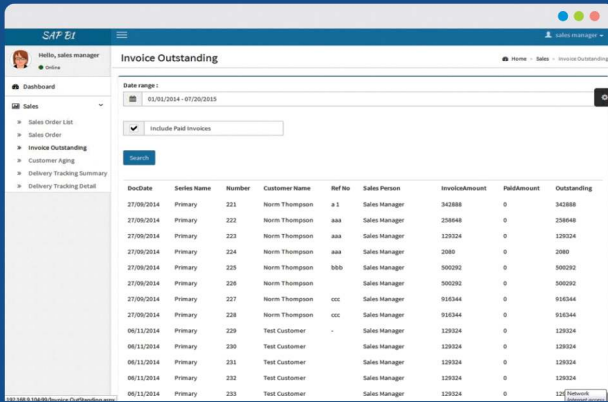 SAP B1
sales manager
Hello, sales manager
Online
Invoice Outstanding
Home > Sales > Invoice Outstanding
Dashboard
Sales
Sales Order List
Sales Order
Invoice Outstanding
Customer Aging
Delivery Tracking Summary
Delivery Tracking Detail
Date range :
01/01/2014 - 07/20/2015
Include Paid Invoices
Search
DocDate Series Name Number Customer Name Ref No Sales Person InvoiceAmount PaidAmount Outstanding
27/09/2014 Primary 221 Norm Thompson a 1 Sales Manager 342888 0 342888
27/09/2014 Primary 222 Norm Thompson aaa Sales Manager 258648 0 258648
27/09/2014 Primary 223 Norm Thompson aaa Sales Manager 129324 0 129324
27/09/2014 Primary 224 Norm Thompson aaa Sales Manager 2080 0 2080
27/09/2014 Primary 225 Norm Thompson bbb Sales Manager 500292 0 500292
27/09/2014 Primary 226 Norm Thompson Sales Manager 500292 0 500292
27/09/2014 Primary 227 Norm Thompson ccc Sales Manager 916344 0 916344
27/09/2014 Primary 228 Norm Thompson ccc Sales Manager 916344 0 916344
06/11/2014 Primary 229 Test Customer - Sales Manager 129324 0 129324
06/11/2014 Primary 230 Test Customer Sales Manager 129324 0 129324
06/11/2014 Primary 231 Test Customer Sales Manager 129324 0 129324
06/11/2014 Primary 232 Test Customer Sales Manager 129324 0 129324
06/11/2014 Primary 233 Test Customer Sales Manager 129324 0 129
Network
Internet access